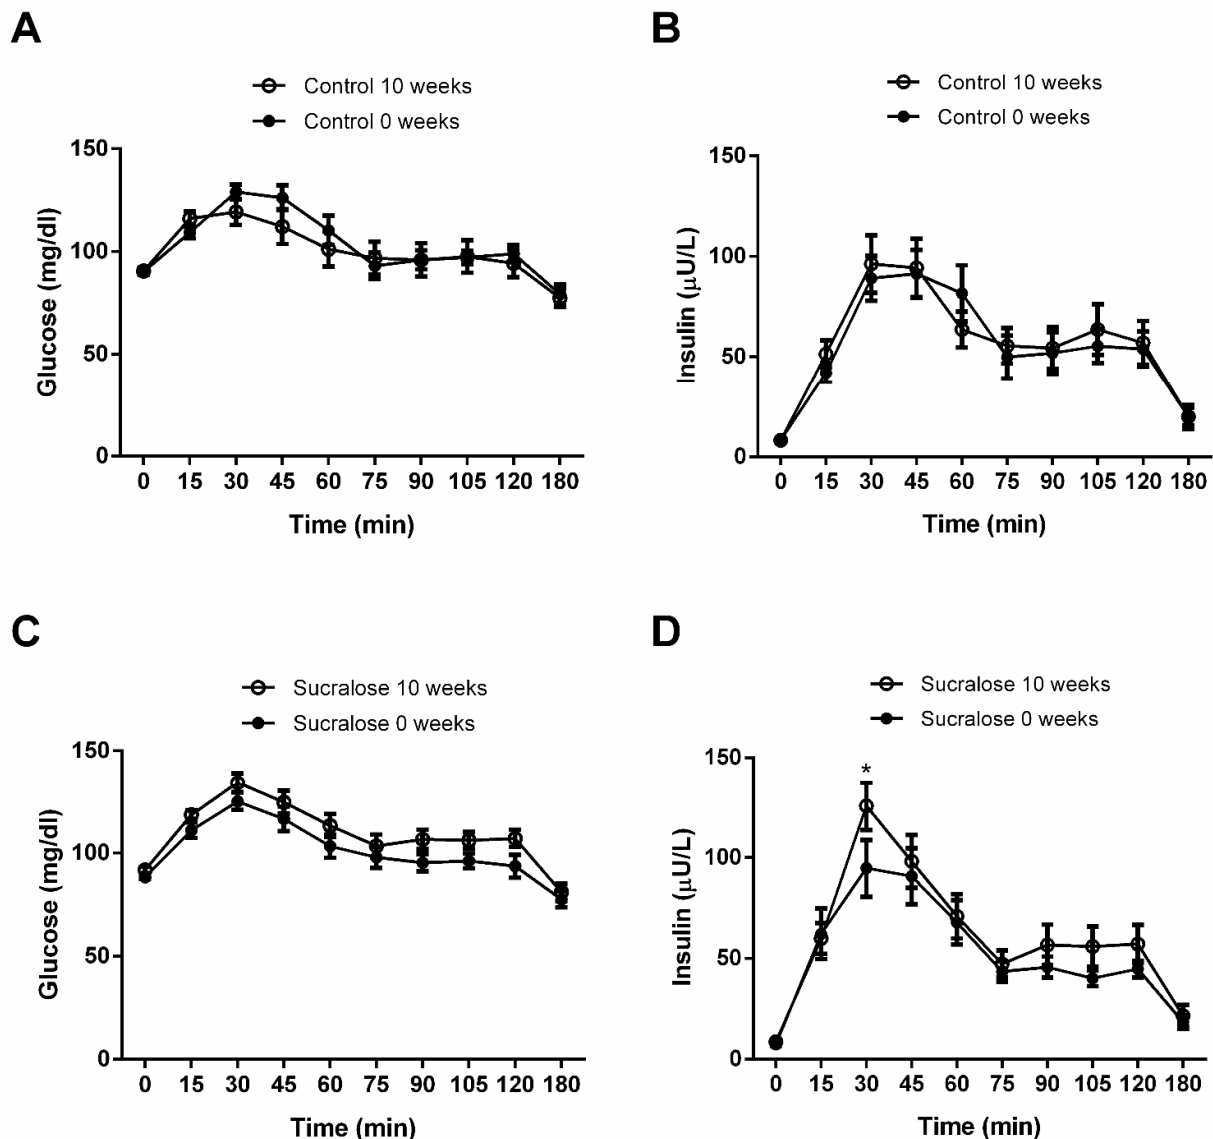 A
Control 10 weeks
Control 0 weeks
150
100
50
0
Glucose (mg/dl)
0 15 30 45 60 75 90 105 120 180
Time (min)
B
Control 10 weeks
Control 0 weeks
150
100
50
0
Insulin (μU/L)
0 15 30 45 60 75 90 105 120 180
Time (min)
C
Sucralose 10 weeks
Sucralose 0 weeks
150
100
50
0
Glucose (mg/dl)
0 15 30 45 60 75 90 105 120 180
Time (min)
D
Sucralose 10 weeks
Sucralose 0 weeks
150
100
50
0
*
Insulin (μU/L)
0 15 30 45 60 75 90 105 120 180
Time (min)